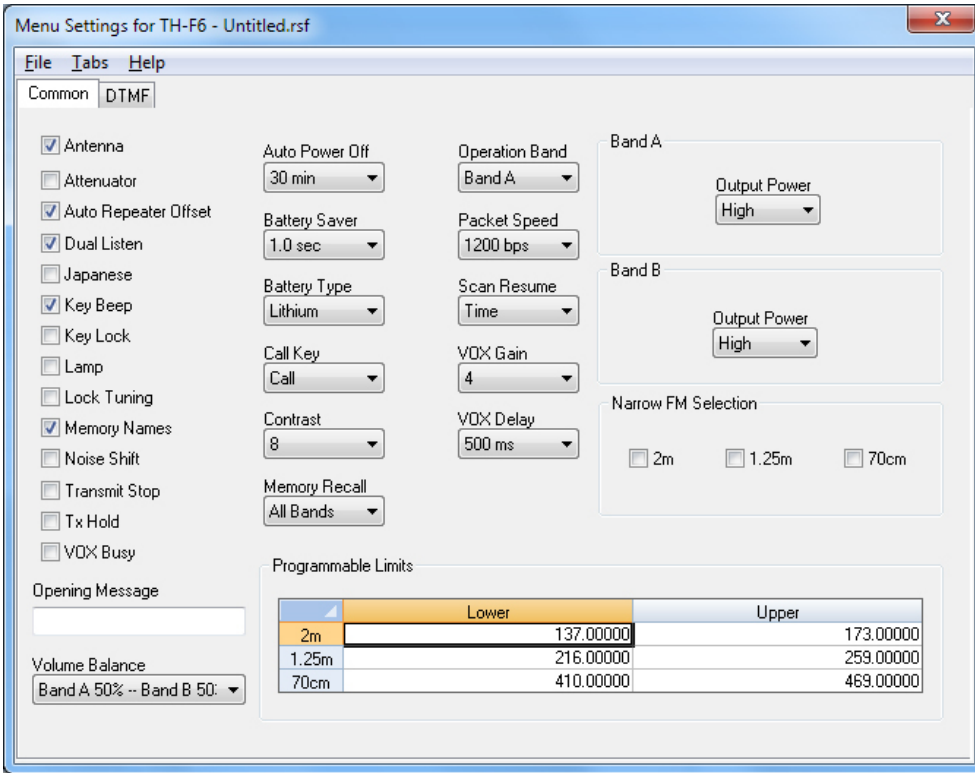 Menu Settings for TH-F6 - Untitled.rsf
File Tabs Help
Common DTMF
Antenna
Attenuator
Auto Repeater Offset
Dual Listen
Japanese
Key Beep
Key Lock
Lamp
Lock Tuning
Memory Names
Noise Shift
Transmit Stop
Tx Hold
VOX Busy
Opening Message
Volume Balance
Band A 50% -- Band B 50
Auto Power Off
30 min
Battery Saver
1.0 sec
Battery Type
Lithium
Call Key
Call
Contrast
8
Memory Recall
All Bands
Operation Band
Band A
Packet Speed
1200 bps
Scan Resume
Time
VOX Gain
4
VOX Delay
500 ms
Band A
Output Power
High
Band B
Output Power
High
Narrow FM Selection
2m 1.25m 70cm
Programmable Limits
Lower Upper
2m 137.00000 173.00000
1.25m 216.00000 259.00000
70cm 410.00000 469.00000